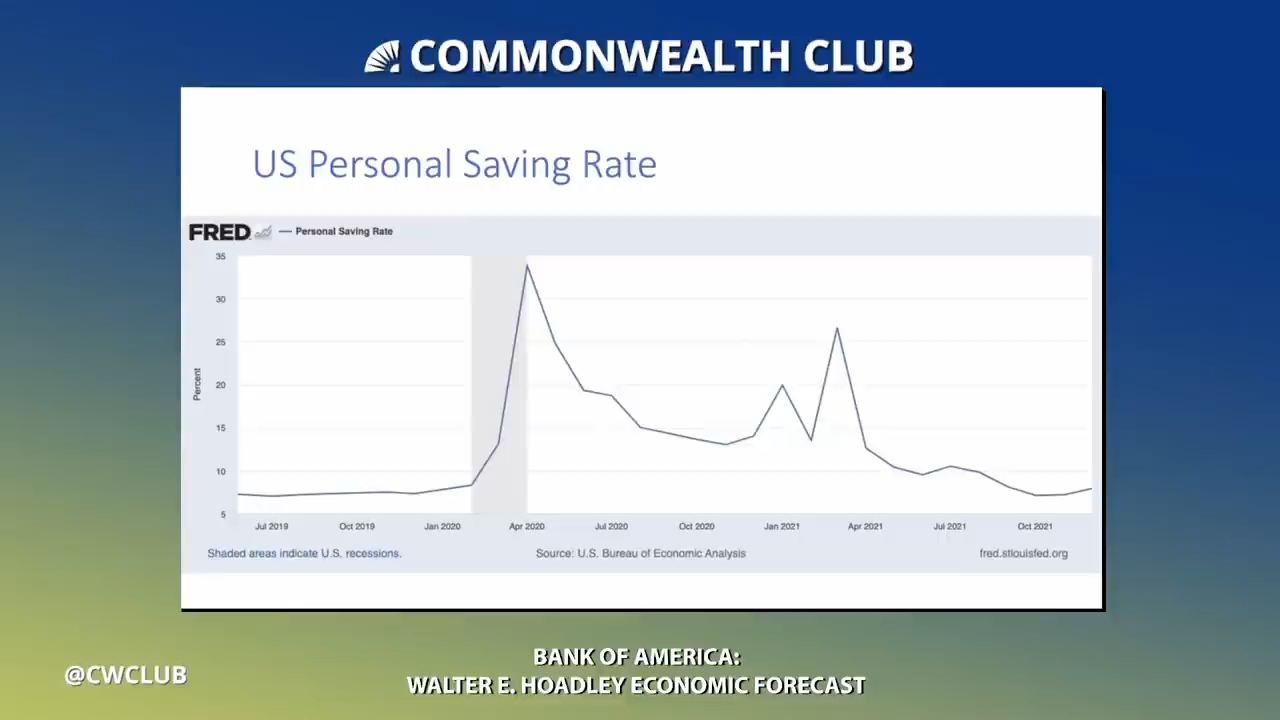 COMMONWEALTH CLUB
US Personal Saving Rate
FRED — Personal Saving Rate
35
30
25
20
15
10
5
Percent
Jul 2019 Oct 2019 Jan 2020 Apr 2020 Jul 2020 Oct 2020 Jan 2021 Apr 2021 Jul 2021 Oct 2021
Shaded areas indicate U.S. recessions. Source: U.S. Bureau of Economic Analysis fred.stlouisfed.org
@CWCLUB
BANK OF AMERICA:
WALTER E. HOADLEY ECONOMIC FORECAST